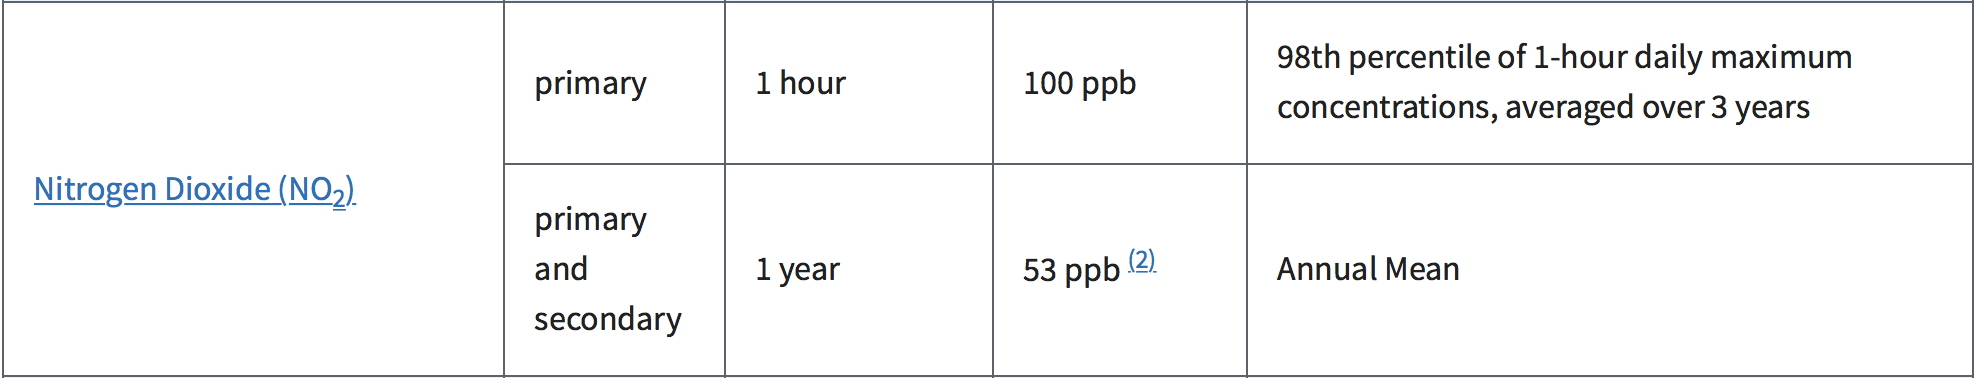 Nitrogen Dioxide (NO2)
primary
1 hour
100 ppb
98th percentile of 1-hour daily maximum
concentrations, averaged over 3 years
primary
and
secondary
1 year
53 ppb (2)
Annual Mean